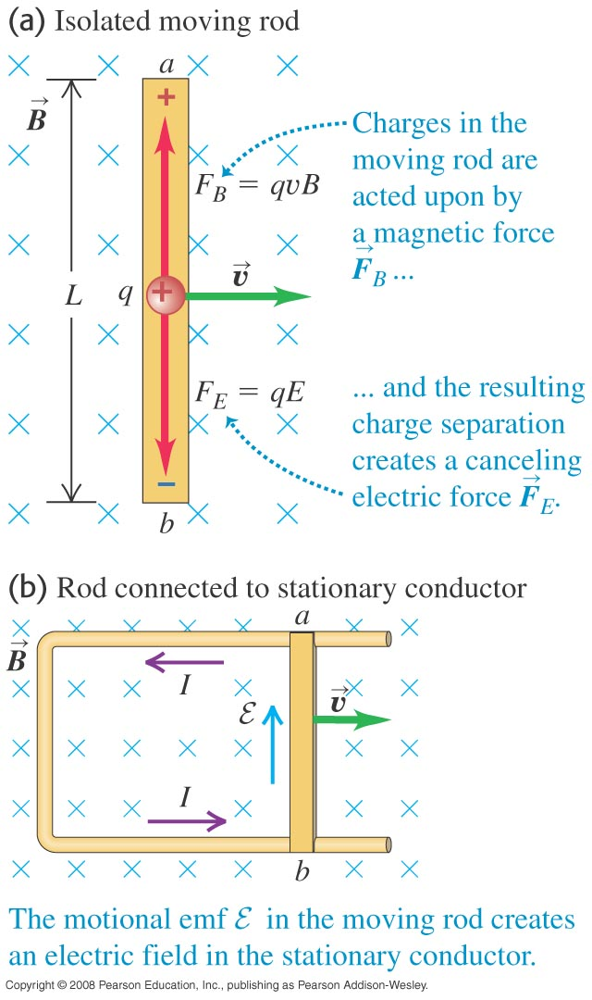 (a) Isolated moving rod
a
B
+
Charges in the
moving rod are
acted upon by
a magnetic force
F_B ...
F_B = qvB
L
q
+
v
F_E = qE
... and the resulting
charge separation
creates a canceling
electric force F_E.
−
b
(b) Rod connected to stationary conductor
a
B
I
ℰ
v
I
b
The motional emf ℰ in the moving rod creates
an electric field in the stationary conductor.
Copyright © 2008 Pearson Education, Inc., publishing as Pearson Addison-Wesley.